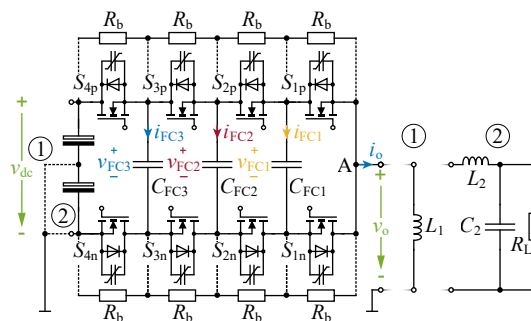 R_b R_b R_b R_b
S_4p S_3p S_2p S_1p
+ i_FC3 i_FC2 i_FC1 i_o ① ②
① + + + A L_2
v_dc v_FC3 v_FC2 v_FC1 +
- - - C_FC3 C_FC2 C_FC1
② v_o L_1 C_2 R_L
- S_4n S_3n S_2n S_1n -
R_b R_b R_b R_b